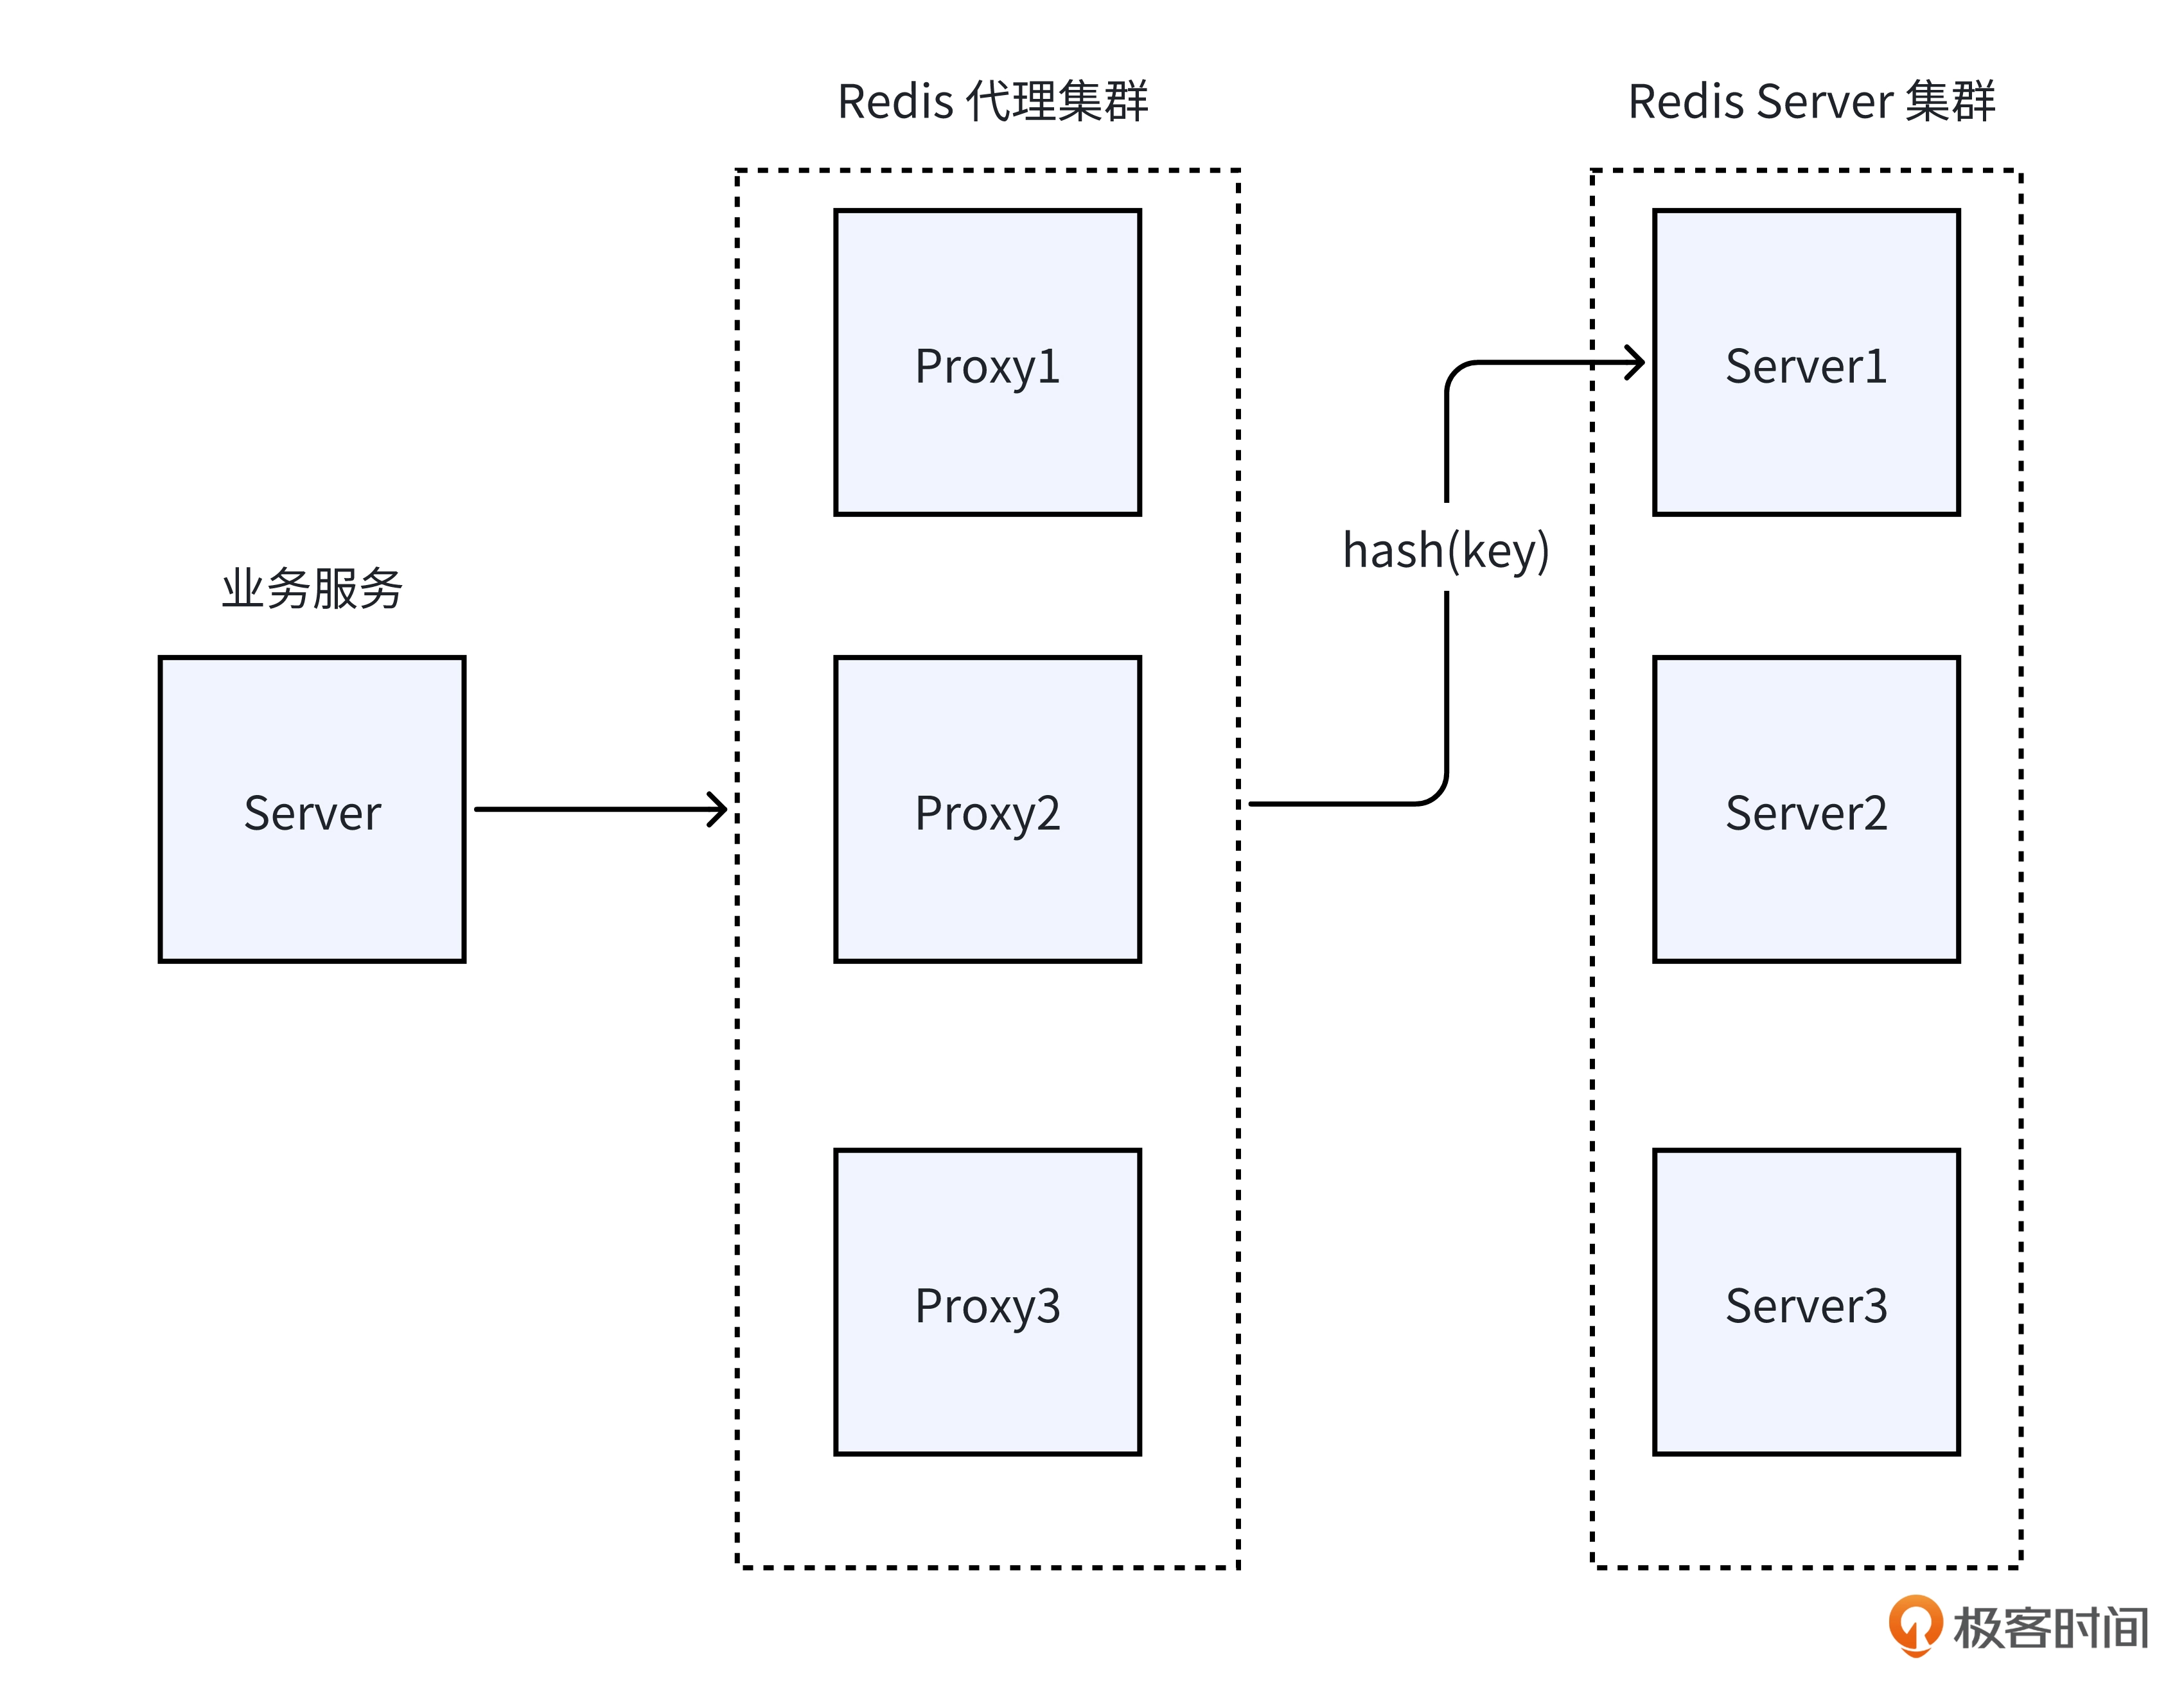 Redis 代理集群
Redis Server 集群
Proxy1
Server1
hash(key)
业务服务
Server
Proxy2
Server2
Proxy3
Server3
极客时间